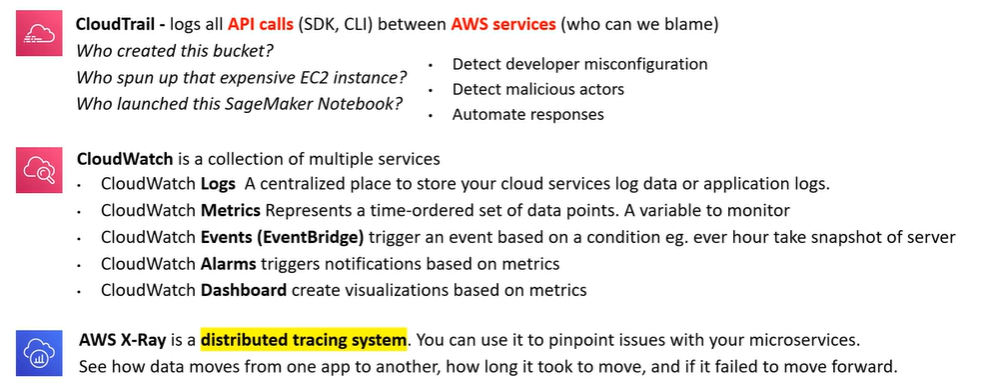 CloudTrail - logs all API calls (SDK, CLI) between AWS services (who can we blame)
Who created this bucket?
Who spun up that expensive EC2 instance?
Who launched this SageMaker Notebook?
• Detect developer misconfiguration
• Detect malicious actors
• Automate responses
CloudWatch is a collection of multiple services
• CloudWatch Logs A centralized place to store your cloud services log data or application logs.
• CloudWatch Metrics Represents a time-ordered set of data points. A variable to monitor
• CloudWatch Events (EventBridge) trigger an event based on a condition eg. ever hour take snapshot of server
• CloudWatch Alarms triggers notifications based on metrics
• CloudWatch Dashboard create visualizations based on metrics
AWS X-Ray is a distributed tracing system. You can use it to pinpoint issues with your microservices.
See how data moves from one app to another, how long it took to move, and if it failed to move forward.